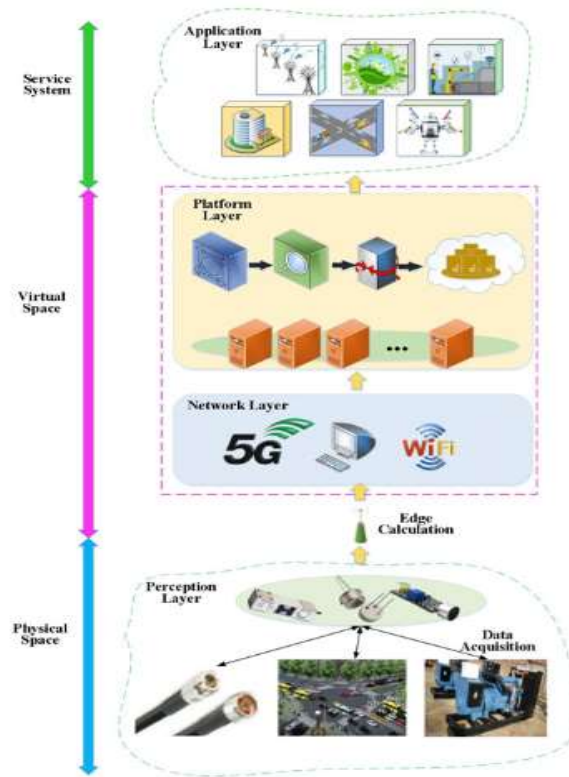 Application
Layer
Service
System
Platform
Layer
Virtual
Space
Network Layer
5G
WiFi
Edge
Calculation
Perception
Layer
Physical
Space
Data
Acquisition